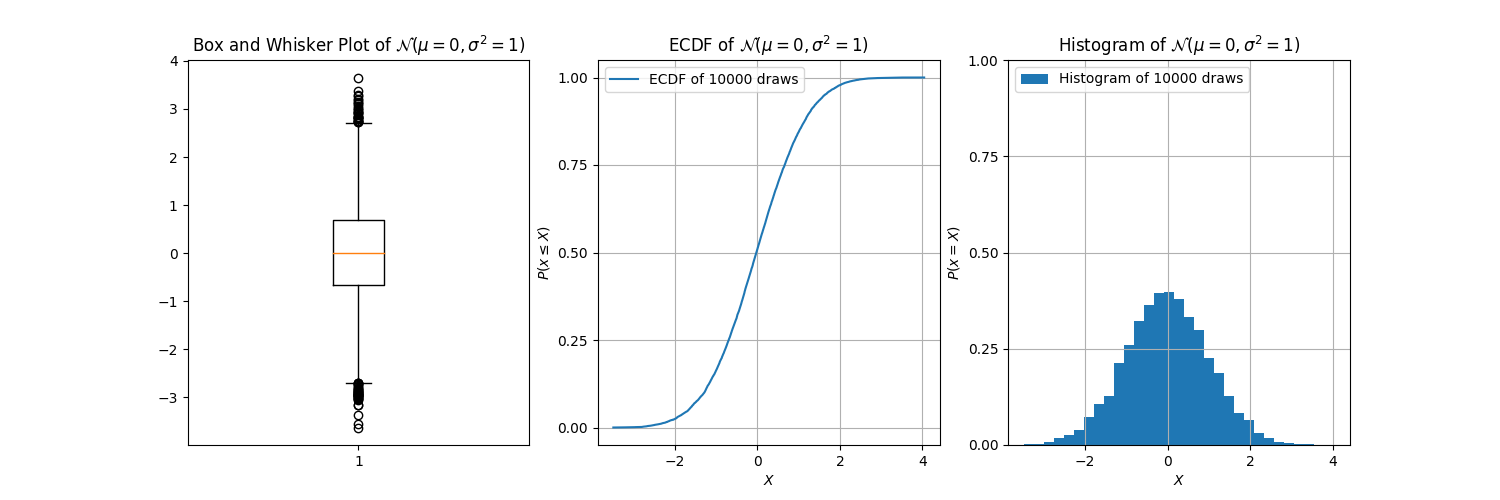 Box and Whisker Plot of 𝒩(μ = 0, σ² = 1)
4
3
2
1
0
−1
−2
−3
1
ECDF of 𝒩(μ = 0, σ² = 1)
ECDF of 10000 draws
1.00
0.75
0.50
0.25
0.00
P(x ≤ X)
−2 0 2 4
X
Histogram of 𝒩(μ = 0, σ² = 1)
Histogram of 10000 draws
1.00
0.75
0.50
0.25
0.00
P(x = X)
−2 0 2 4
X